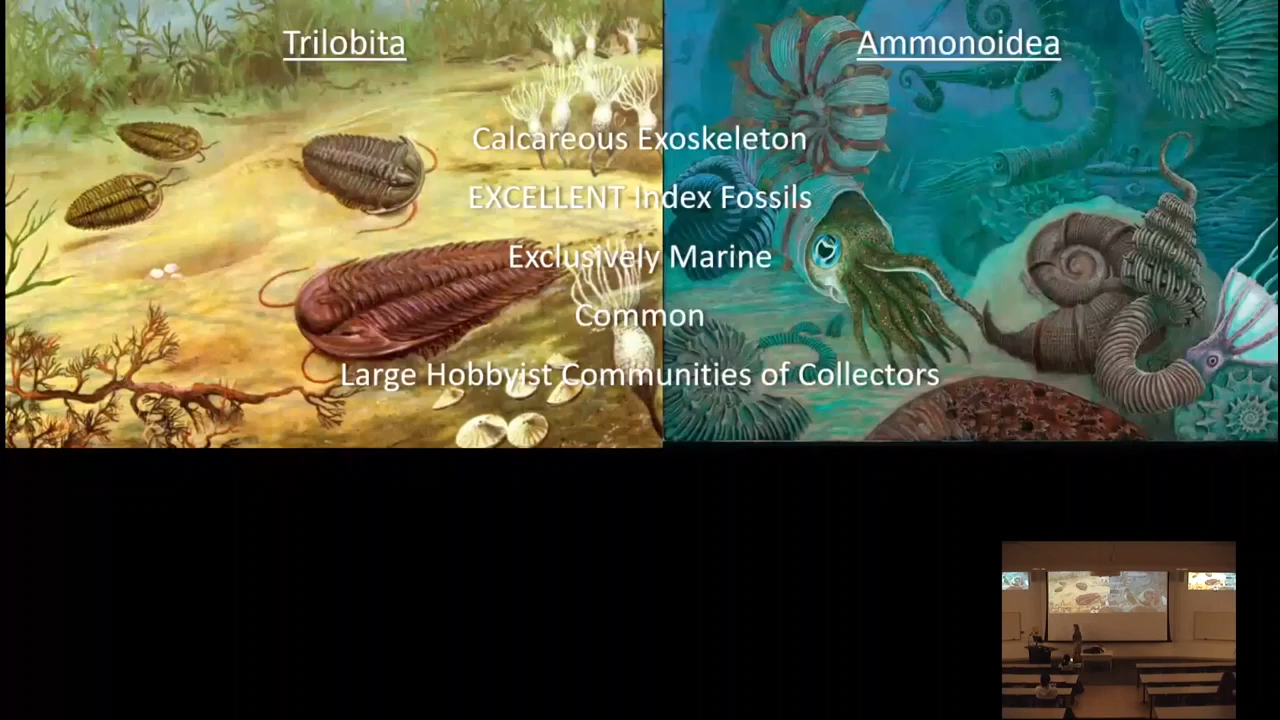 Trilobita
Ammonoidea
Calcareous Exoskeleton
EXCELLENT Index Fossils
Exclusively Marine
Common
Large Hobbyist Communities of Collectors